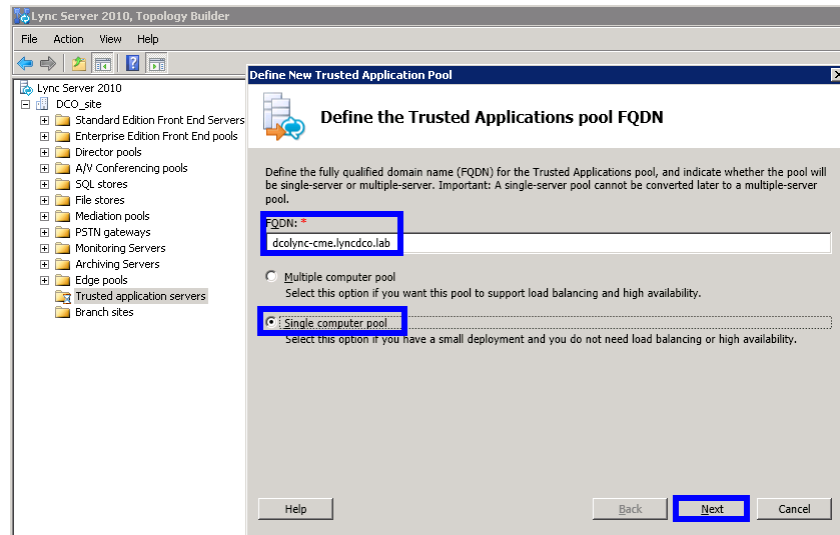 Lync Server 2010, Topology Builder
File Action View Help
Lync Server 2010
DCO_site
Standard Edition Front End Servers
Enterprise Edition Front End pools
Director pools
A/V Conferencing pools
SQL stores
File stores
Mediation pools
PSTN gateways
Monitoring Servers
Archiving Servers
Edge pools
Trusted application servers
Branch sites
Define New Trusted Application Pool
Define the Trusted Applications pool FQDN
Define the fully qualified domain name (FQDN) for the Trusted Applications pool, and indicate whether the pool will
be single-server or multiple-server. Important: A single-server pool cannot be converted later to a multiple-server
pool.
FQDN: *
dcolync-cme.lyncdco.lab
Multiple computer pool
Select this option if you want this pool to support load balancing and high availability.
Single computer pool
Select this option if you have a small deployment and you do not need load balancing or high availability.
Help Back Next Cancel